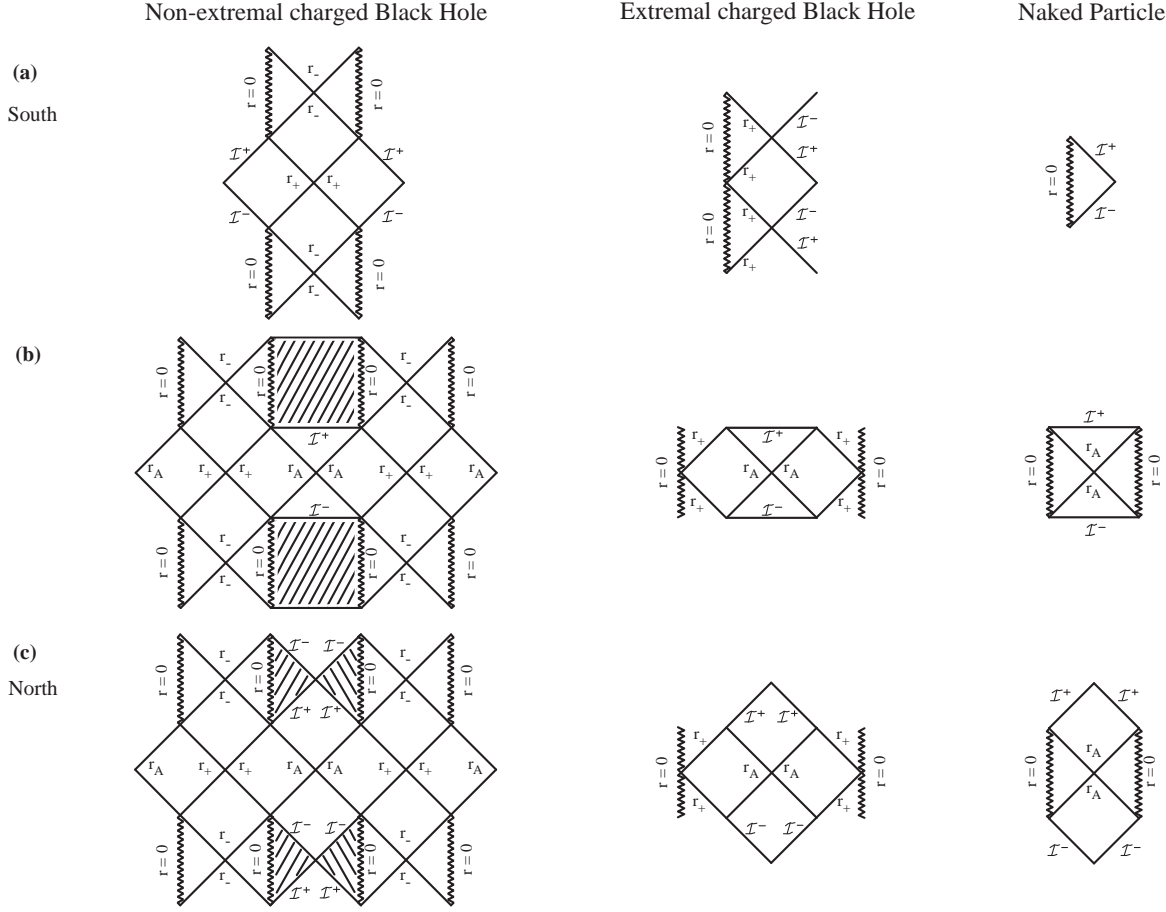 Non-extremal charged Black Hole
Extremal charged Black Hole
Naked Particle
(a)
South
r₋
r = 0 r = 0
r₋
ℐ⁺ ℐ⁺
r₊ r₊
ℐ⁻ ℐ⁻
r₋
r = 0 r = 0
r₋
r₊ ℐ⁻
r = 0
ℐ⁺
r₊
r₊ ℐ⁻
r = 0
ℐ⁺
r₊
ℐ⁺
r = 0
ℐ⁻
(b)
r₋ r₋
r = 0 r = 0 r = 0 r = 0
r₋ r₋
ℐ⁺
r_A r₊ r₊ r_A r_A r₊ r₊ r_A
ℐ⁻
r₋ r₋
r = 0 r = 0 r = 0 r = 0
r₋ r₋
r₊ ℐ⁺ r₊
r = 0 r_A r_A r = 0
r₊ ℐ⁻ r₊
ℐ⁺
r_A
r = 0 r = 0
r_A
ℐ⁻
(c)
North
ℐ⁻ ℐ⁻
r₋ r₋
r = 0 r = 0 r = 0 r = 0
r₋ r₋
ℐ⁺ ℐ⁺
r_A r₊ r₊ r_A r_A r₊ r₊ r_A
ℐ⁻ ℐ⁻
r₋ r₋
r = 0 r = 0 r = 0 r = 0
r₋ r₋
ℐ⁺ ℐ⁺
ℐ⁺ ℐ⁺
r₊ r₊
r = 0 r_A r_A r = 0
r₊ r₊
ℐ⁻ ℐ⁻
ℐ⁺ ℐ⁺
r_A
r = 0 r = 0
r_A
ℐ⁻ ℐ⁻